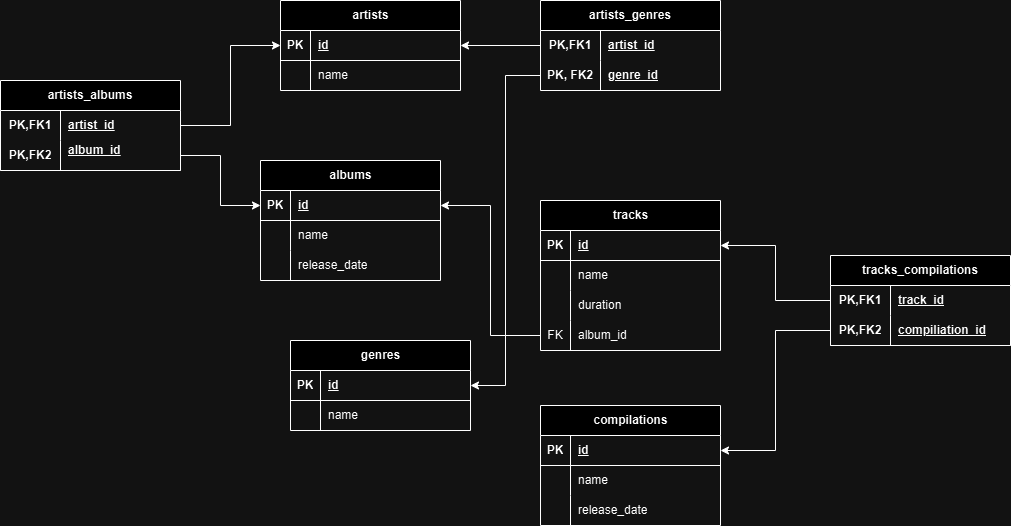 artists
PK id
name
artists_genres
PK,FK1 artist_id
PK, FK2 genre_id
artists_albums
PK,FK1 artist_id
PK,FK2 album_id
albums
PK id
name
release_date
tracks
PK id
name
duration
FK album_id
tracks_compilations
PK,FK1 track_id
PK,FK2 compiliation_id
genres
PK id
name
compilations
PK id
name
release_date